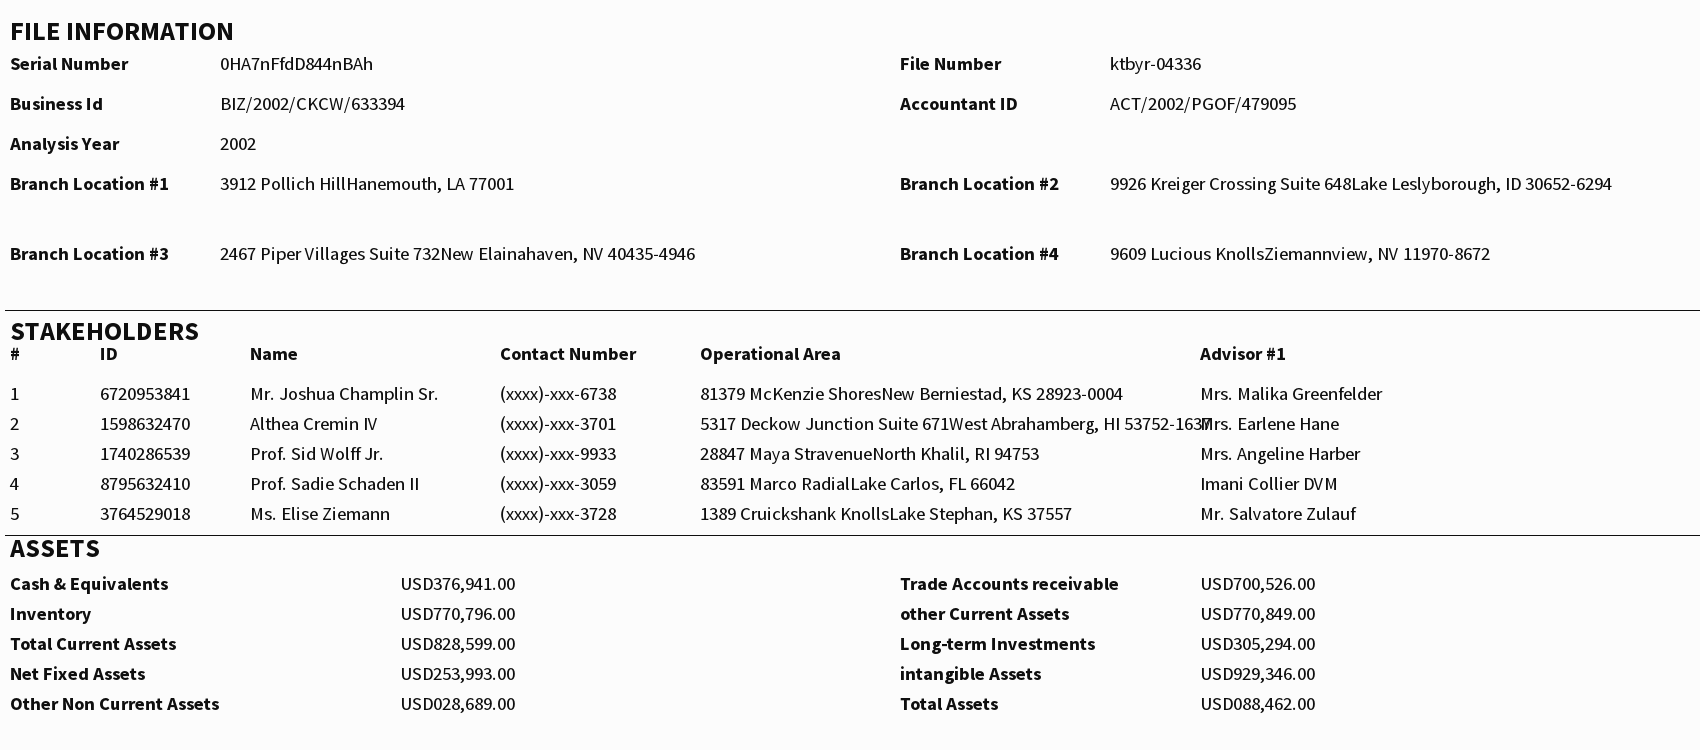 FILE INFORMATION
Serial Number 0HA7nFfdD844nBAh File Number ktbyr-04336
Business Id BIZ/2002/CKCW/633394 Accountant ID ACT/2002/PGOF/479095
Analysis Year 2002
Branch Location #1 3912 Pollich HillHanemouth, LA 77001 Branch Location #2 9926 Kreiger Crossing Suite 648Lake Leslyborough, ID 30652-6294
Branch Location #3 2467 Piper Villages Suite 732New Elainahaven, NV 40435-4946 Branch Location #4 9609 Lucious KnollsZiemannview, NV 11970-8672
STAKEHOLDERS
# ID Name Contact Number Operational Area Advisor #1
1 6720953841 Mr. Joshua Champlin Sr. (xxxx)-xxx-6738 81379 McKenzie ShoresNew Berniestad, KS 28923-0004 Mrs. Malika Greenfelder
2 1598632470 Althea Cremin IV (xxxx)-xxx-3701 5317 Deckow Junction Suite 671West Abrahamberg, HI 53752-1637 Mrs. Earlene Hane
3 1740286539 Prof. Sid Wolff Jr. (xxxx)-xxx-9933 28847 Maya StravenueNorth Khalil, RI 94753 Mrs. Angeline Harber
4 8795632410 Prof. Sadie Schaden II (xxxx)-xxx-3059 83591 Marco RadialLake Carlos, FL 66042 Imani Collier DVM
5 3764529018 Ms. Elise Ziemann (xxxx)-xxx-3728 1389 Cruickshank KnollsLake Stephan, KS 37557 Mr. Salvatore Zulauf
ASSETS
Cash & Equivalents USD376,941.00 Trade Accounts receivable USD700,526.00
Inventory USD770,796.00 other Current Assets USD770,849.00
Total Current Assets USD828,599.00 Long-term Investments USD305,294.00
Net Fixed Assets USD253,993.00 intangible Assets USD929,346.00
Other Non Current Assets USD028,689.00 Total Assets USD088,462.00